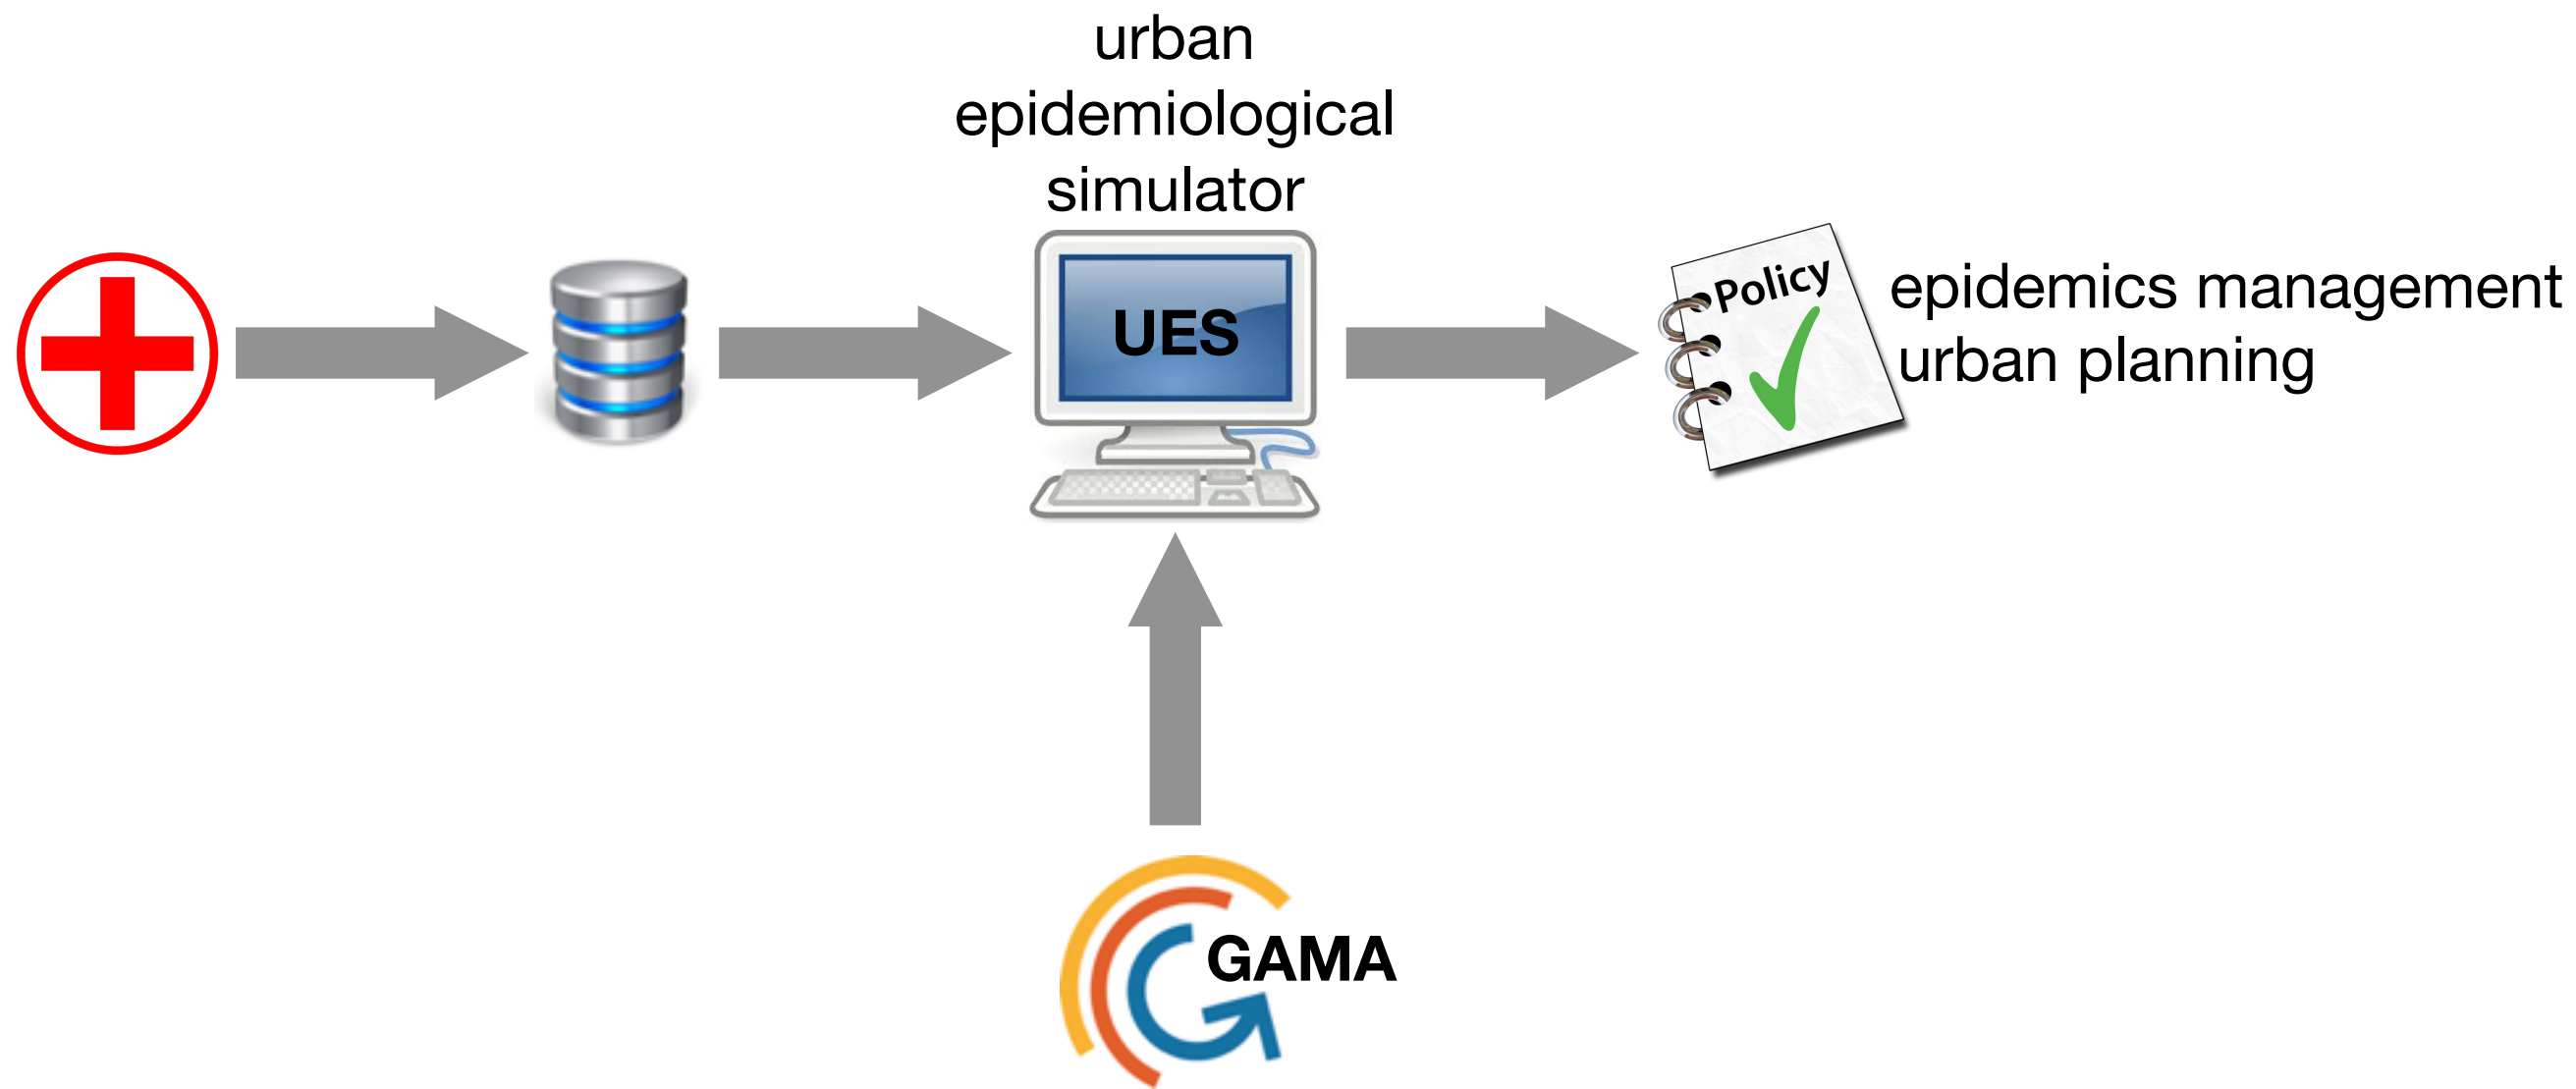 urban
epidemiological
simulator
UES
Policy
epidemics management
urban planning
GAMA